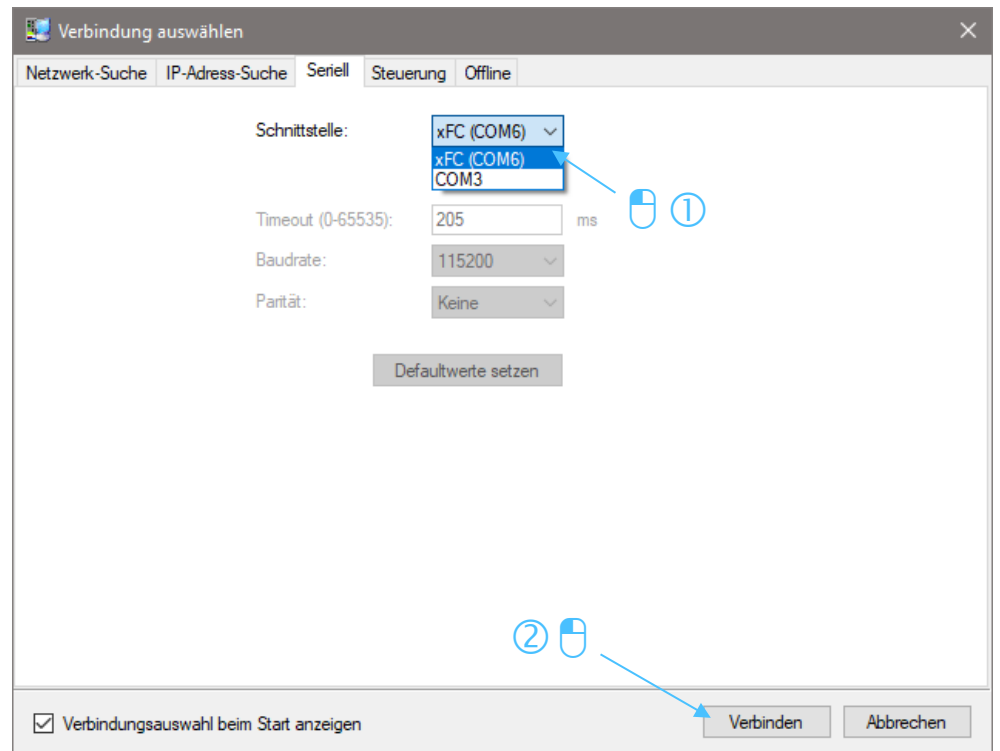 Verbindung auswählen
Netzwerk-Suche IP-Adress-Suche Seriell Steuerung Offline
Schnittstelle: xFC (COM6)
xFC (COM6)
COM3
①
Timeout (0-65535): 205 ms
Baudrate: 115200
Parität: Keine
Defaultwerte setzen
②
Verbindungsauswahl beim Start anzeigen Verbinden Abbrechen